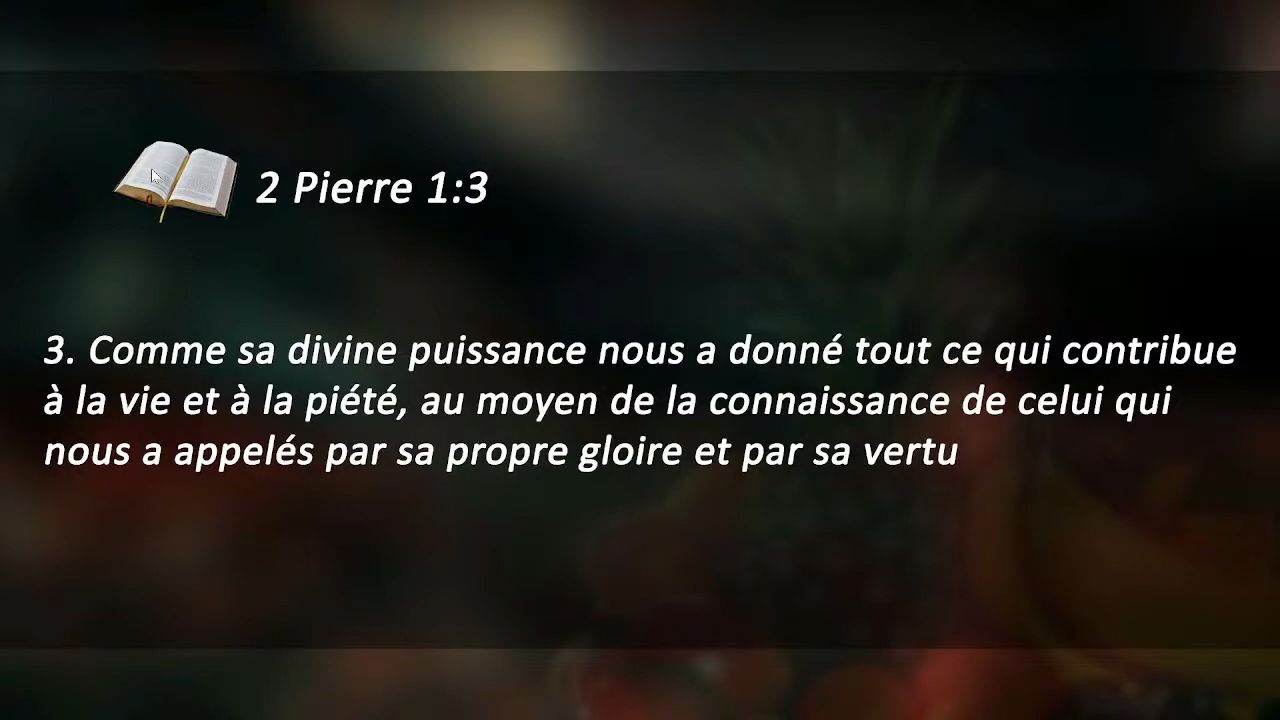 2 Pierre 1:3
3. Comme sa divine puissance nous a donné tout ce qui contribue
à la vie et à la piété, au moyen de la connaissance de celui qui
nous a appelés par sa propre gloire et par sa vertu